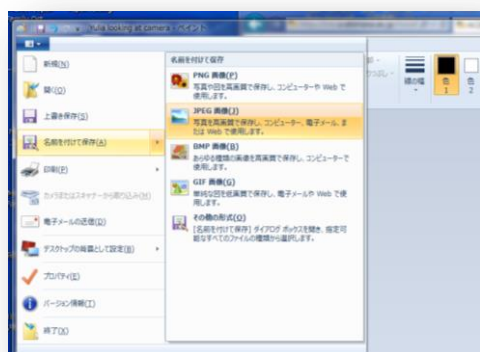 Yulia looking at camera - ペイント
新規(N)
開く(O)
上書き保存(S)
名前を付けて保存(A)
印刷(P)
カメラまたはスキャナーから取り込み(M)
電子メールの送信(D)
デスクトップの背景として設定(B)
プロパティ(E)
バージョン情報(T)
終了(X)
名前を付けて保存
PNG 画像(P)
写真や図を高画質で保存し、コンピューターや Web で
使用します。
JPEG 画像(J)
写真を高画質で保存し、コンピューター、電子メール、ま
たは Web で使用します。
BMP 画像(B)
あらゆる種類の画像を高画質で保存し、コンピューターで
使用します。
GIF 画像(G)
単純な図を低画質で保存し、電子メールや Web で使
用します。
その他の形式(O)
[名前を付けて保存] ダイアログ ボックスを開き、指定可
能なすべてのファイルの種類から選択します。
線の幅
色
1
色
2